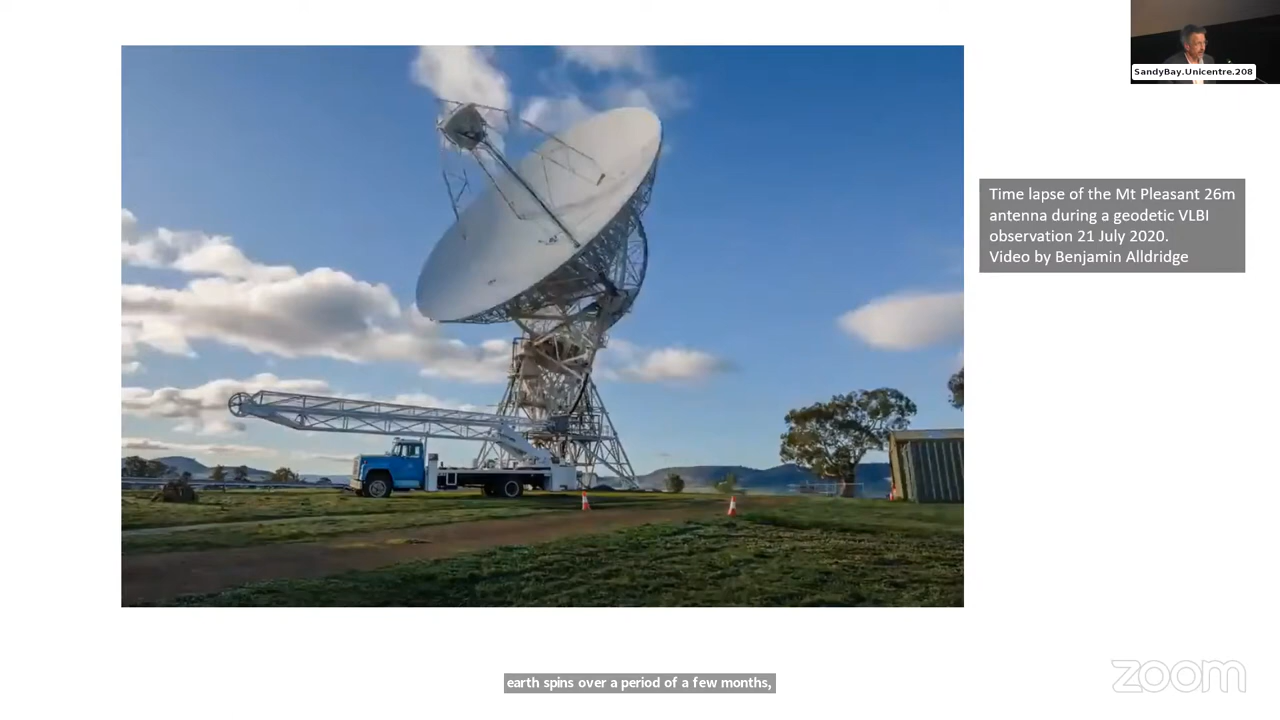 SandyBay.Unicentre.208
Time lapse of the Mt Pleasant 26m
antenna during a geodetic VLBI
observation 21 July 2020.
Video by Benjamin Alldridge
earth spins over a period of a few months,
zoom